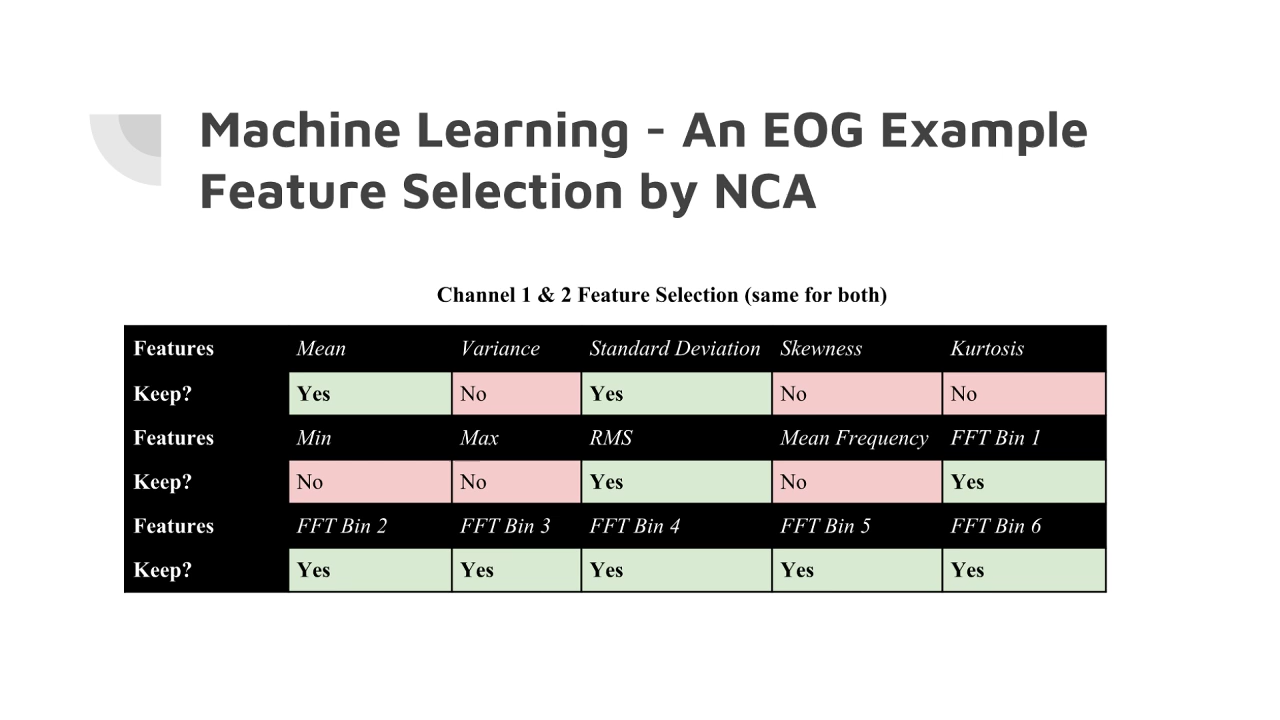 Machine Learning - An EOG Example
Feature Selection by NCA
Channel 1 & 2 Feature Selection (same for both)
Features Mean Variance Standard Deviation Skewness Kurtosis
Keep? Yes No Yes No No
Features Min Max RMS Mean Frequency FFT Bin 1
Keep? No No Yes No Yes
Features FFT Bin 2 FFT Bin 3 FFT Bin 4 FFT Bin 5 FFT Bin 6
Keep? Yes Yes Yes Yes Yes